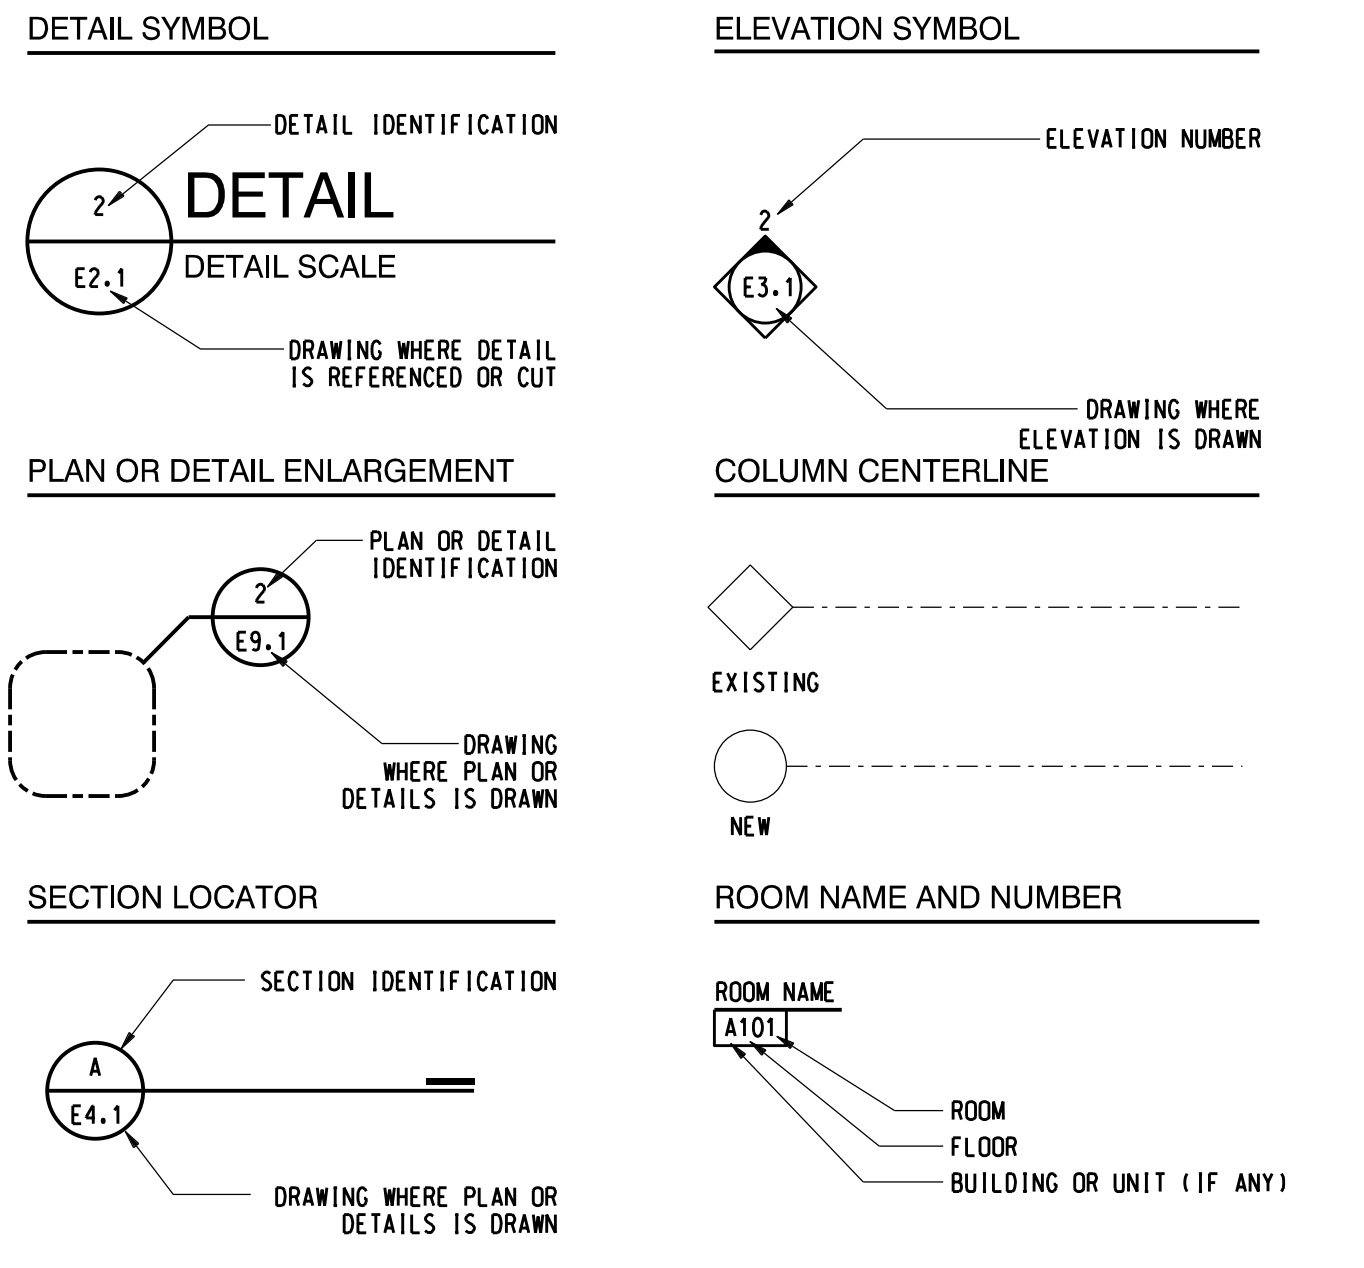 DETAIL SYMBOL
DETAIL IDENTIFICATION
2
DETAIL
E2.1
DETAIL SCALE
DRAWING WHERE DETAIL
IS REFERENCED OR CUT
ELEVATION SYMBOL
ELEVATION NUMBER
2
E3.1
DRAWING WHERE
ELEVATION IS DRAWN
PLAN OR DETAIL ENLARGEMENT
PLAN OR DETAIL
IDENTIFICATION
2
E9.1
DRAWING
WHERE PLAN OR
DETAILS IS DRAWN
COLUMN CENTERLINE
EXISTING
NEW
SECTION LOCATOR
SECTION IDENTIFICATION
A
E4.1
DRAWING WHERE PLAN OR
DETAILS IS DRAWN
ROOM NAME AND NUMBER
ROOM NAME
A101
ROOM
FLOOR
BUILDING OR UNIT (IF ANY)